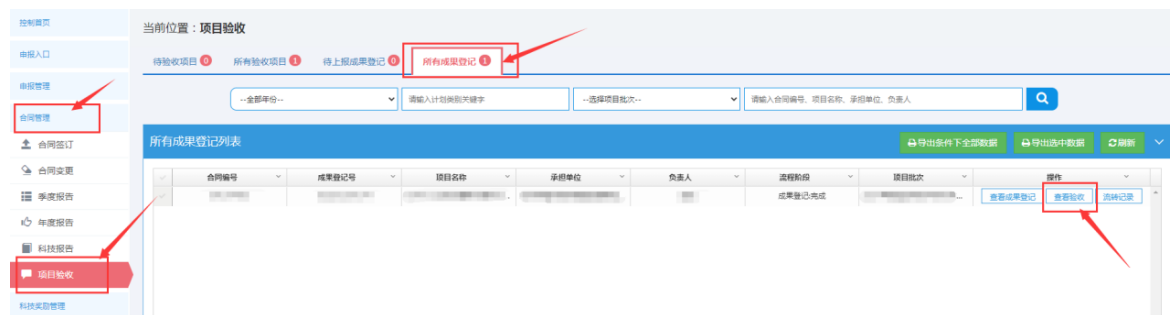 控制首页
申报入口
申报管理
合同管理
合同签订
合同变更
季度报告
年度报告
科技报告
项目验收
科技奖励管理
当前位置：项目验收
待验收项目 0 所有验收项目 1 待上报成果登记 0 所有成果登记 1
--全部年份-- 请输入计划类别关键字 --选择项目批次-- 请输入合同编号、项目名称、承担单位、负责人
所有成果登记列表 导出条件下全部数据 导出选中数据 刷新
合同编号 成果登记号 项目名称 承担单位 负责人 流程阶段 项目批次 操作
成果登记:完成 查看成果登记 查看验收 流转记录